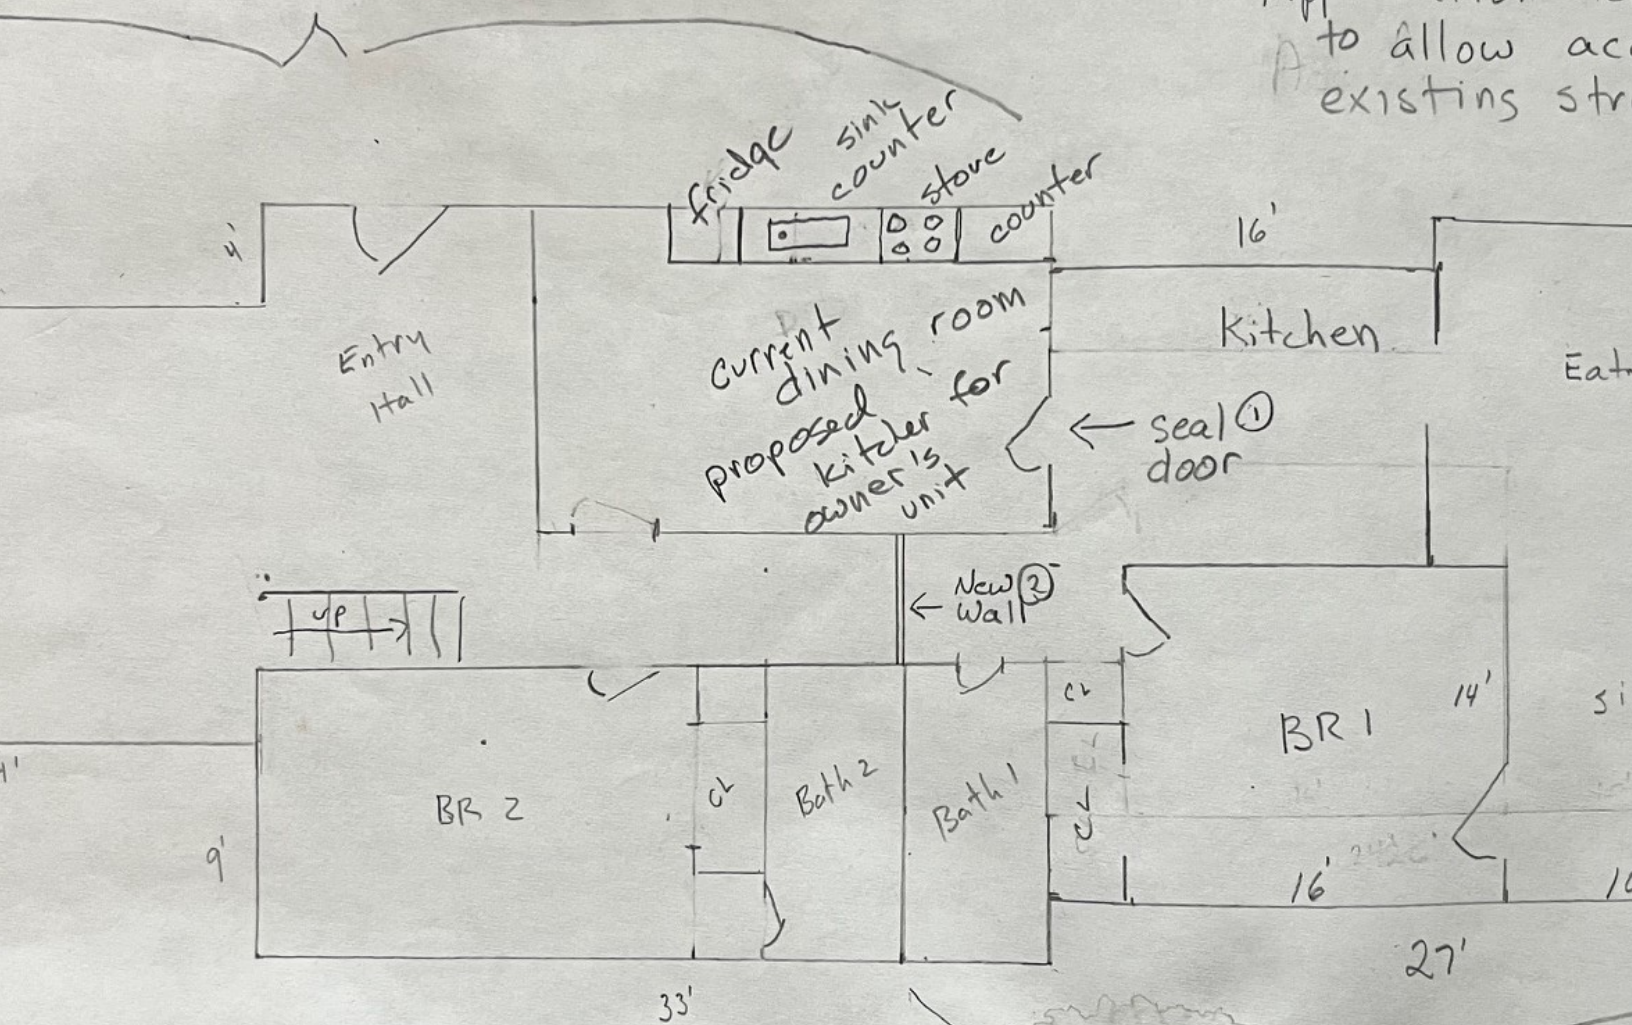 to allow
existing
fridge
sink
counter
stove
counter
4'
16'
Entry
Hall
current
dining room
proposed
kitchen for
owner's
unit
Kitchen
seal ①
door
New ②
wall
up
CL
14'
BR 1
BR 2
CL
Bath 2
Bath 1
CL
9'
16'
33'
27'